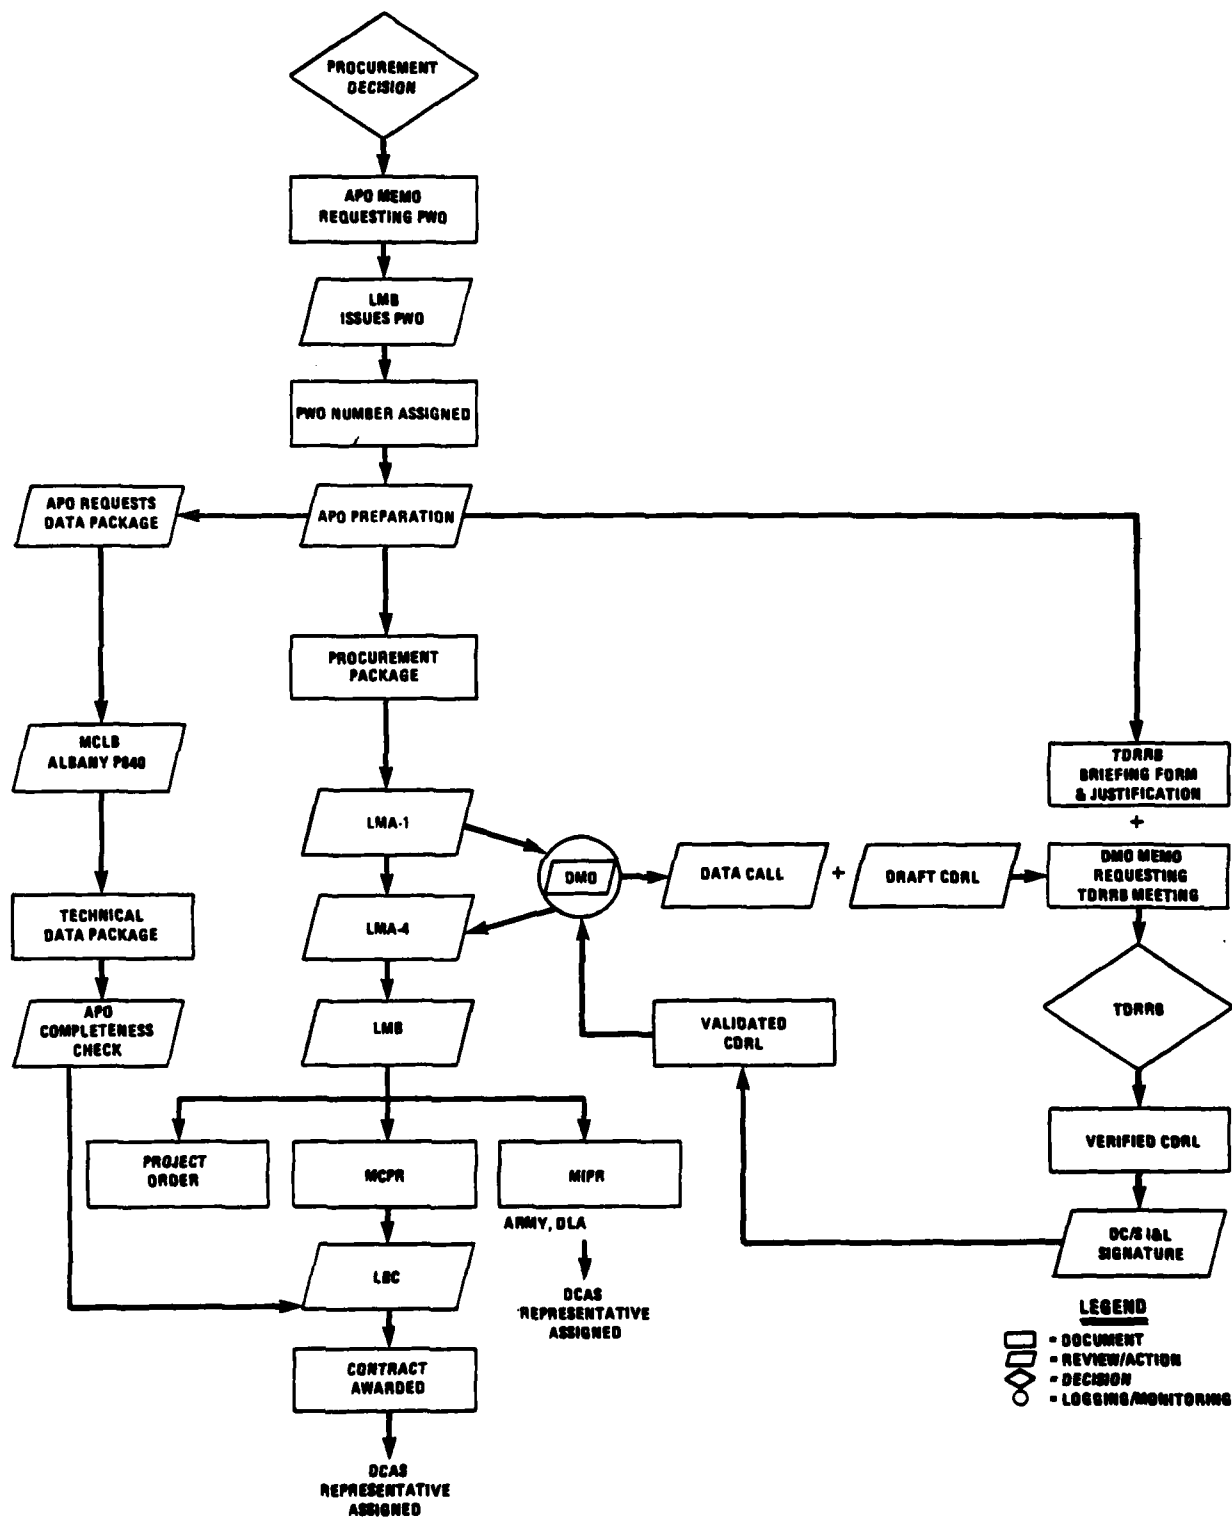 PROCUREMENT
DECISION
APO MEMO
REQUESTING PWO
LMB
ISSUES PWO
PWO NUMBER ASSIGNED
APO REQUESTS
DATA PACKAGE
APO PREPARATION
PROCUREMENT
PACKAGE
MCLB
ALBANY P840
TDRRB
BRIEFING FORM
& JUSTIFICATION
+
LMA-1
DMO
DATA CALL
+
DRAFT CDRL
DMO MEMO
REQUESTING
TDRRB MEETING
TECHNICAL
DATA PACKAGE
LMA-4
APO
COMPLETENESS
CHECK
LMB
VALIDATED
CDRL
TDRRB
PROJECT
ORDER
MCPR
MIPR
VERIFIED CDRL
ARMY, DLA
DC/S I&L
SIGNATURE
LBC
DCAS
REPRESENTATIVE
ASSIGNED
CONTRACT
AWARDED
DCAS
REPRESENTATIVE
ASSIGNED
LEGEND
= DOCUMENT
= REVIEW/ACTION
= DECISION
= LOGGING/MONITORING